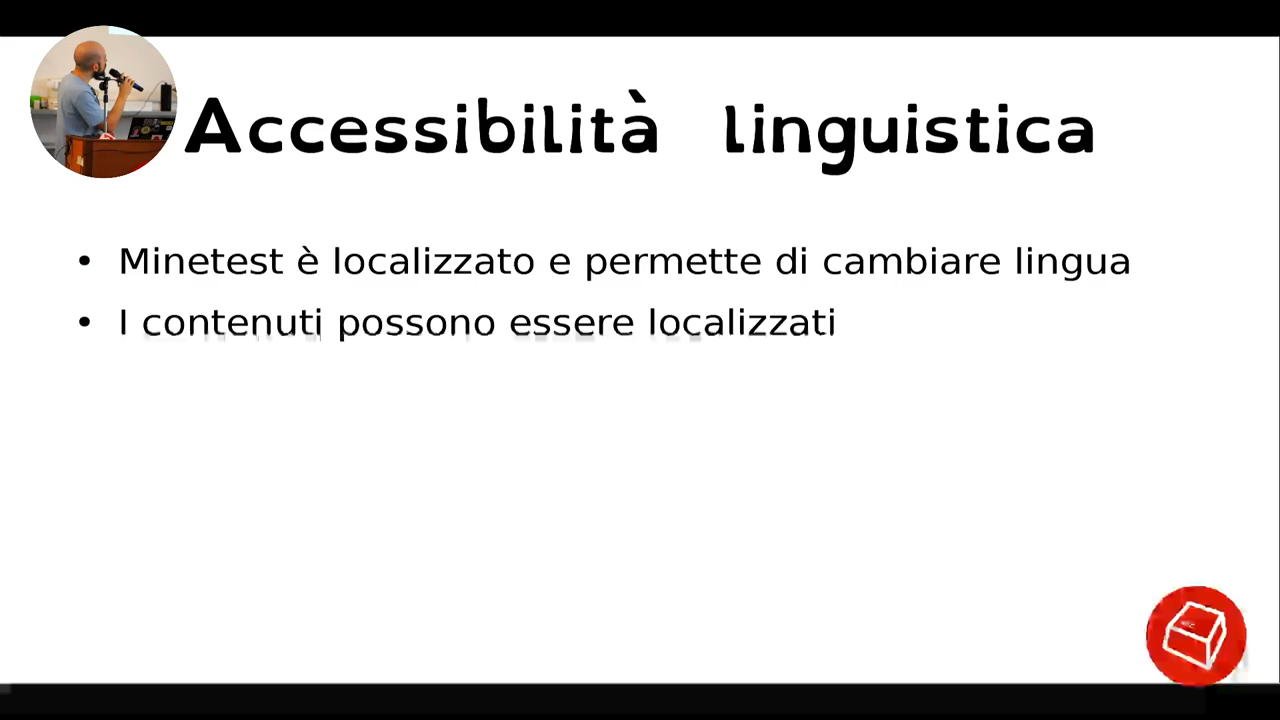 Accessibilità linguistica
• Minetest è localizzato e permette di cambiare lingua
• I contenuti possono essere localizzati